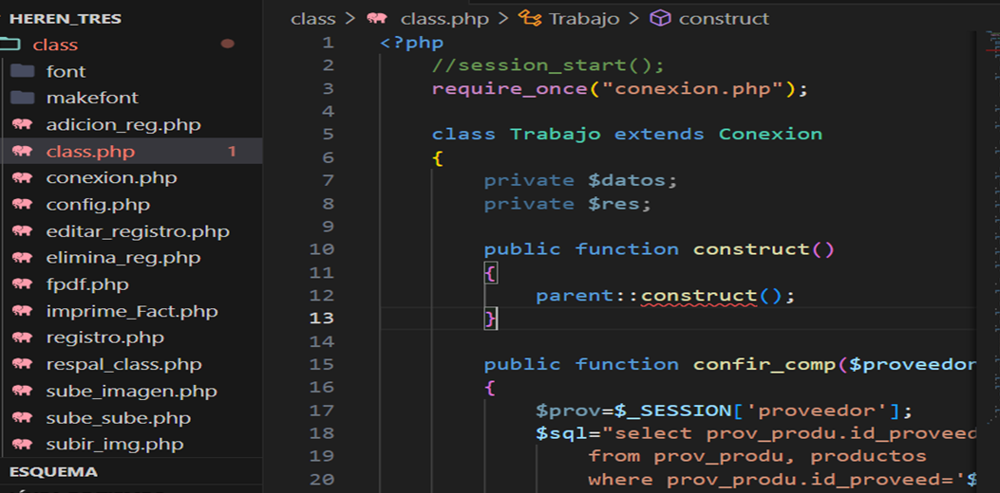 HEREN_TRES
class
font
makefont
adicion_reg.php
class.php 1
conexion.php
config.php
editar_registro.php
elimina_reg.php
fpdf.php
imprime_Fact.php
registro.php
respal_class.php
sube_imagen.php
sube_sube.php
subir_img.php
ESQUEMA
class > class.php > Trabajo > construct
1 <?php
2 //session_start();
3 require_once("conexion.php");
4
5 class Trabajo extends Conexion
6 {
7 private $datos;
8 private $res;
9
10 public function construct()
11 {
12 parent::construct();
13 }
14
15 public function confir_comp($proveedor
16 {
17 $prov=$_SESSION['proveedor'];
18 $sql="select prov_produ.id_proveed
19 from prov_produ, productos
20 where prov_produ.id_proveed='$